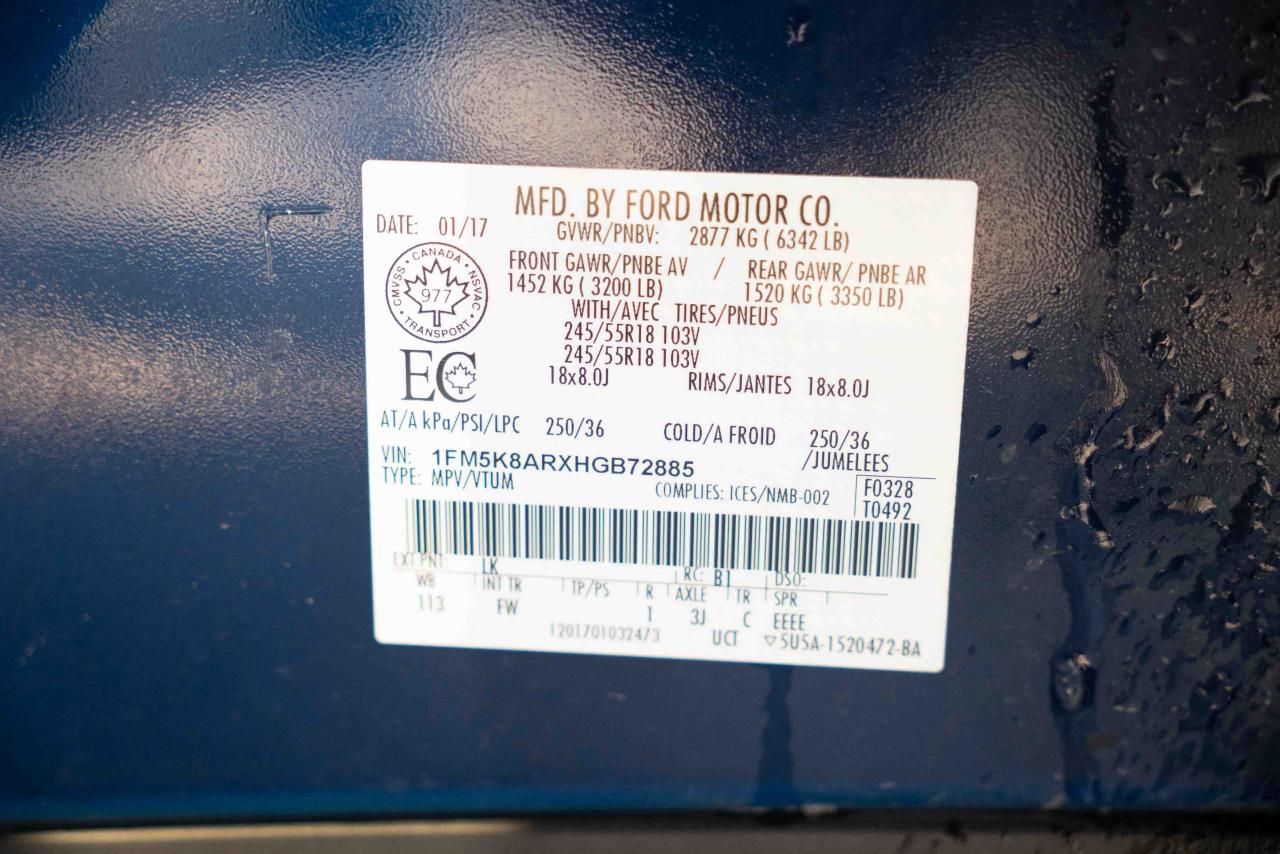 MFD. BY FORD MOTOR CO.
DATE: 01/17
GVWR/PNBV: 2877 KG ( 6342 LB)
FRONT GAWR/PNBE AV / REAR GAWR/ PNBE AR
1452 KG ( 3200 LB) 1520 KG ( 3350 LB)
WITH/AVEC TIRES/PNEUS
245/55R18 103V
245/55R18 103V
18x8.0J RIMS/JANTES 18x8.0J
CANADA · NSVAC · TRANSPORT · CMVSS ·
977
EC
AT/A kPa/PSI/LPC 250/36 COLD/A FROID 250/36
/JUMELEES
VIN: 1FM5K8ARXHGB72885
TYPE: MPV/VTUM
COMPLIES: ICES/NMB-002
F0328
T0492
EXT PNT: LK RC: B1 DSO:
WB INT TR TP/PS R AXLE TR SPR
113 FW 1 3J C EEEE
1201701032473 UCT ▽5U5A-1520472-BA